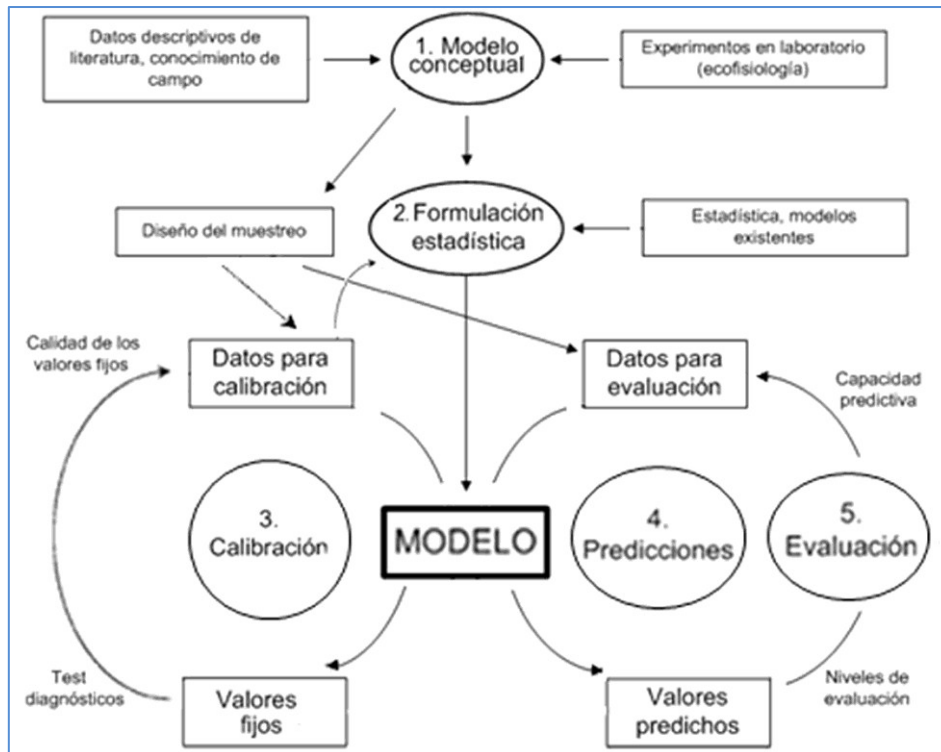 Datos descriptivos de
literatura, conocimiento de
campo
1. Modelo
conceptual
Experimentos en laboratorio
(ecofisiología)
Diseño del muestreo
2. Formulación
estadística
Estadística, modelos
existentes
Calidad de los
valores fijos
Datos para
calibración
Datos para
evaluación
Capacidad
predictiva
3.
Calibración
MODELO
4.
Predicciones
5.
Evaluación
Test
diagnósticos
Valores
fijos
Valores
predichos
Niveles de
evaluación